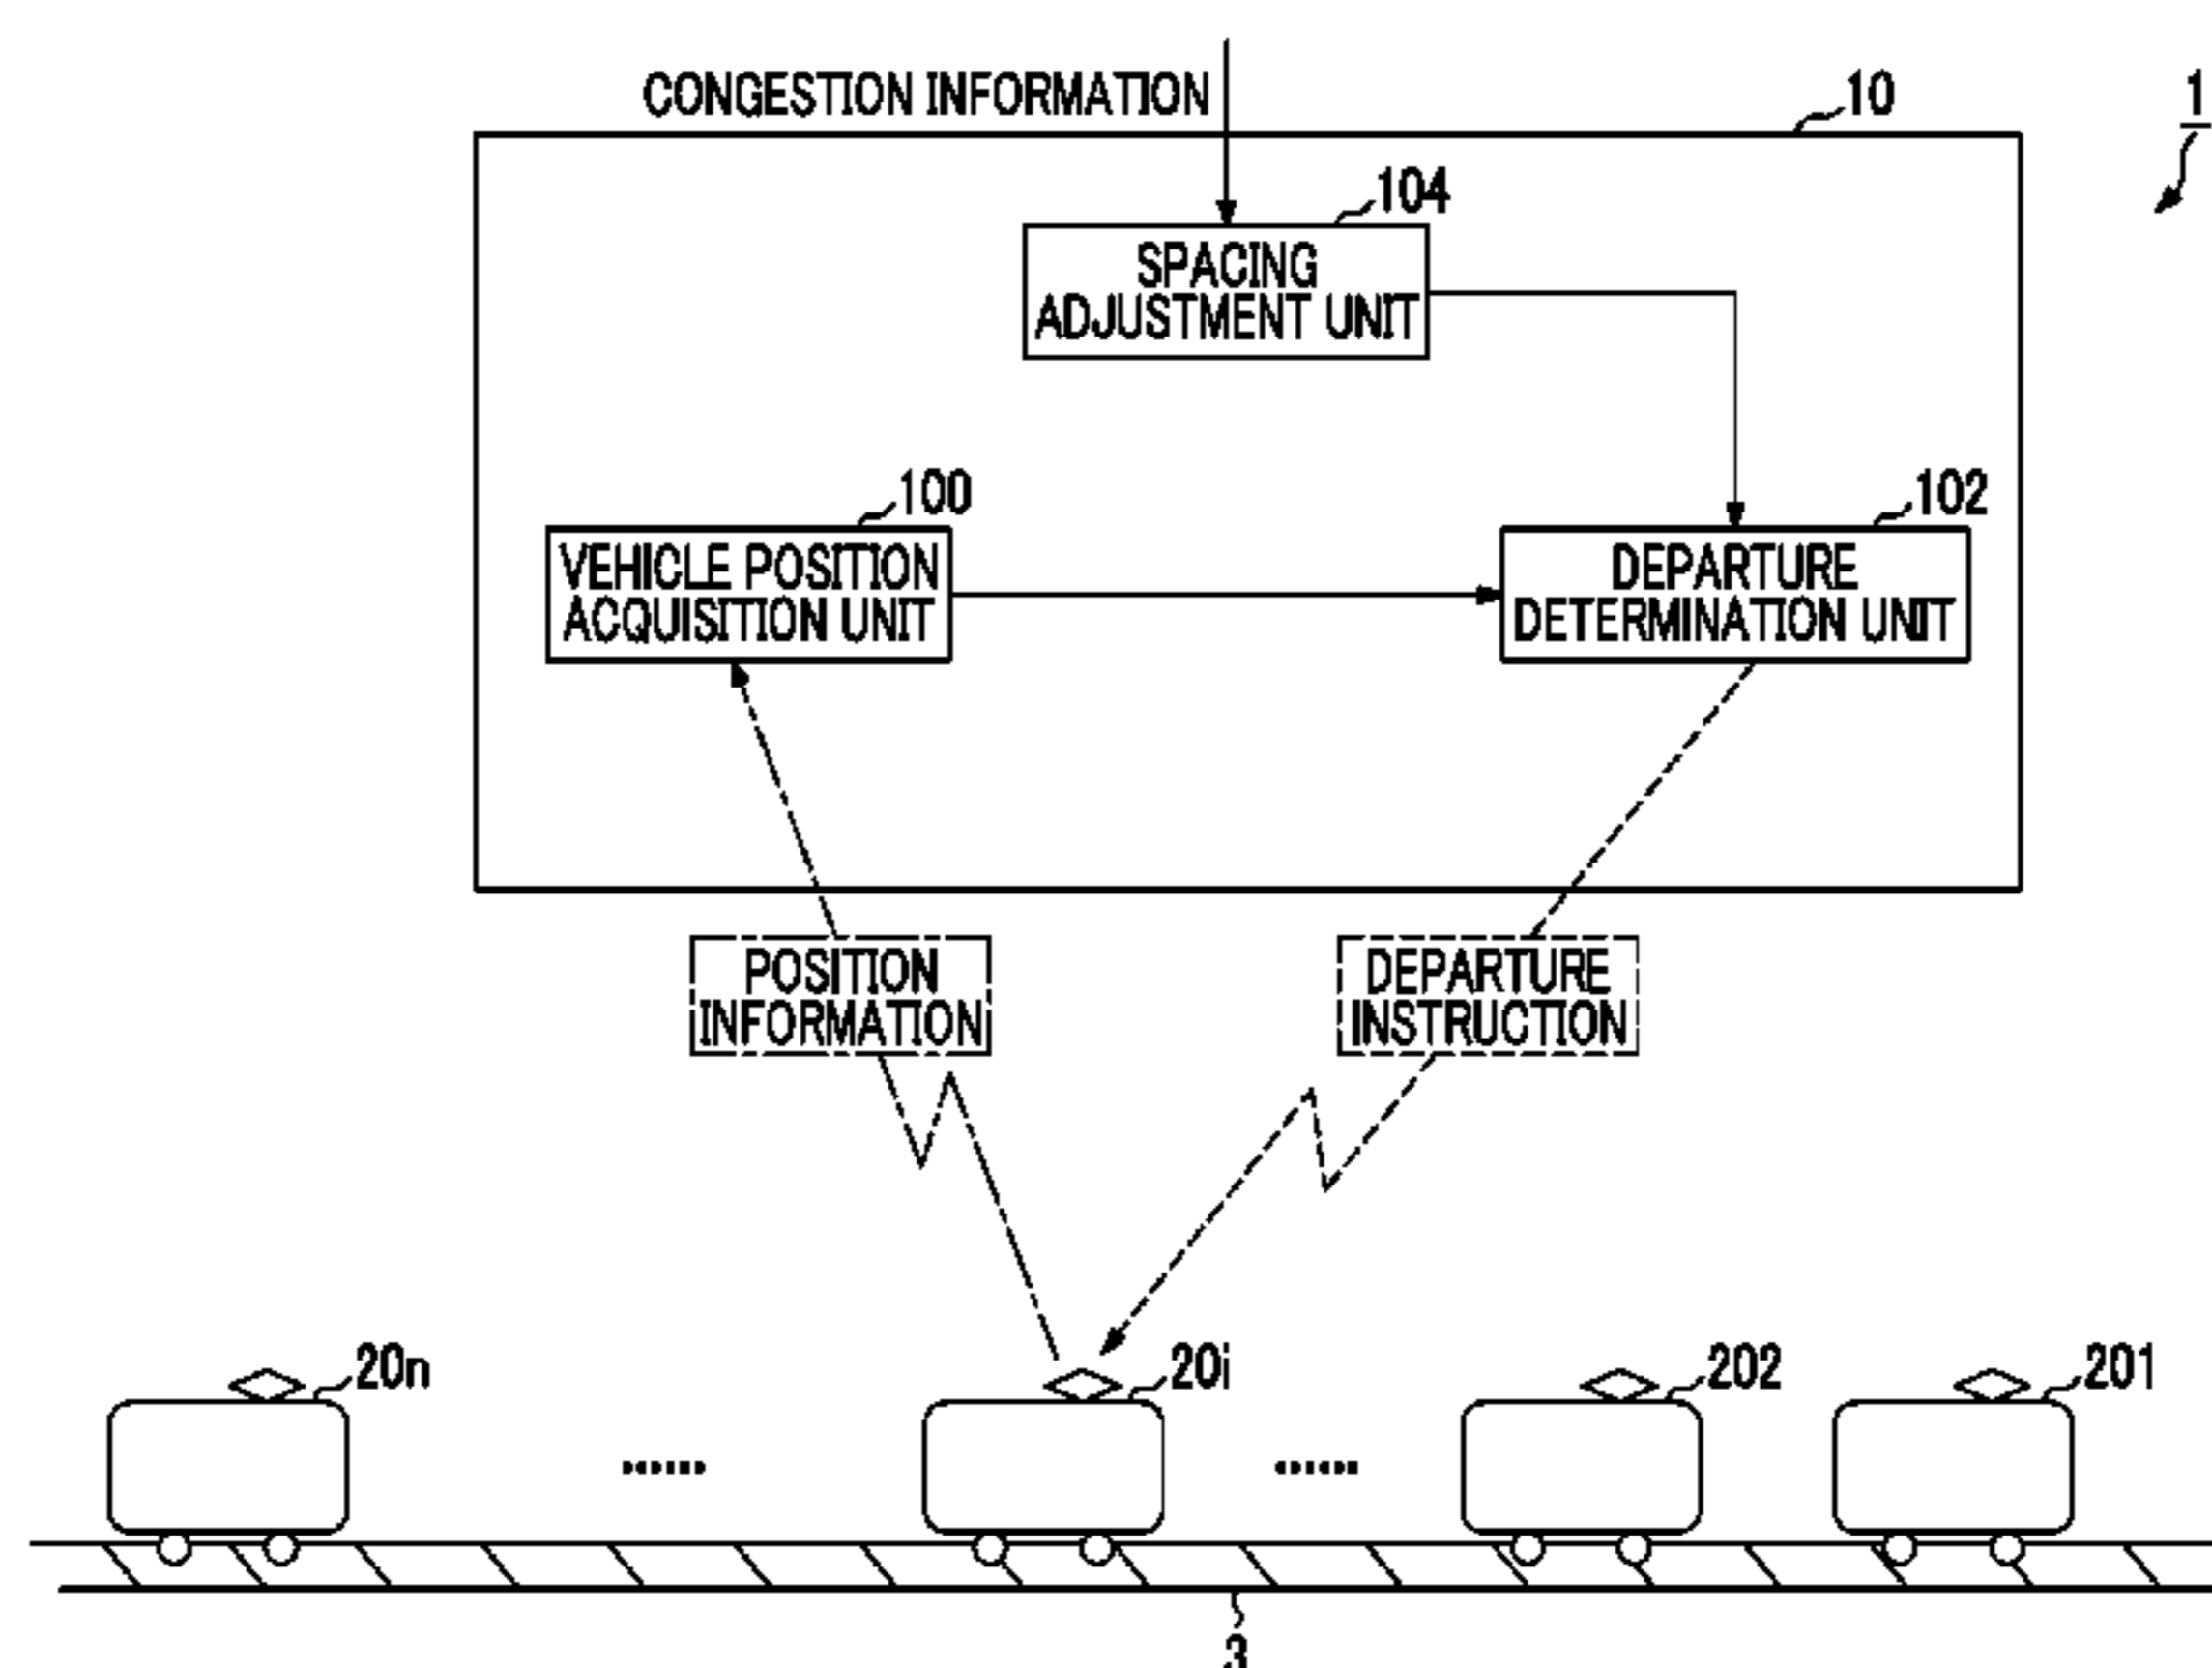 CONGESTION INFORMATION
10
1
104
SPACING
ADJUSTMENT UNIT
100
102
VEHICLE POSITION
ACQUISITION UNIT
DEPARTURE
DETERMINATION UNIT
POSITION
INFORMATION
DEPARTURE
INSTRUCTION
20n
20i
202
201
3